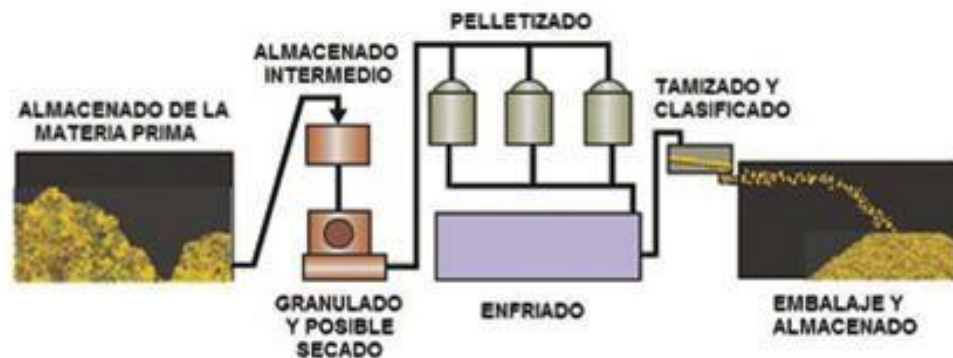 ALMACENADO DE LA
MATERIA PRIMA
ALMACENADO
INTERMEDIO
GRANULADO
Y POSIBLE
SECADO
PELLETIZADO
ENFRIADO
TAMIZADO Y
CLASIFICADO
EMBALAJE Y
ALMACENADO